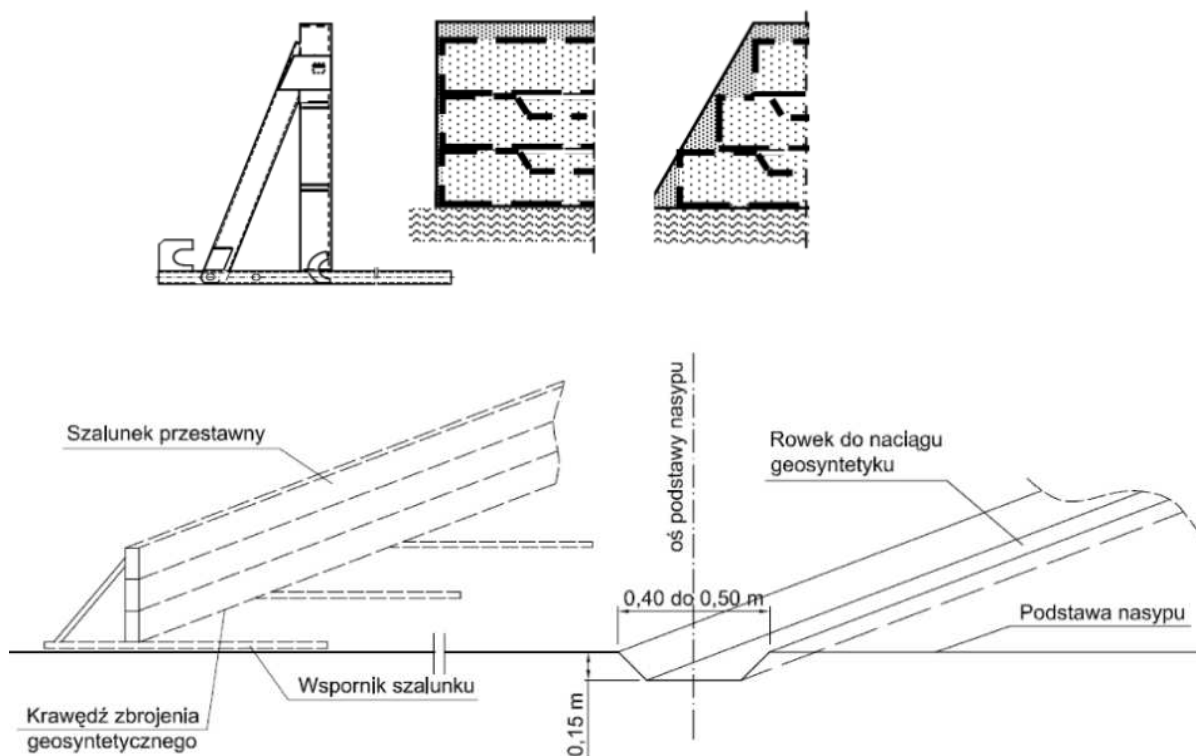 Szalunek przestawny
oś podstawy nasypu
Rowek do naciągu
geosyntetyku
0,40 do 0,50 m
Podstawa nasypu
Wspornik szalunku
Krawędź zbrojenia
geosyntetycznego
0,15 m